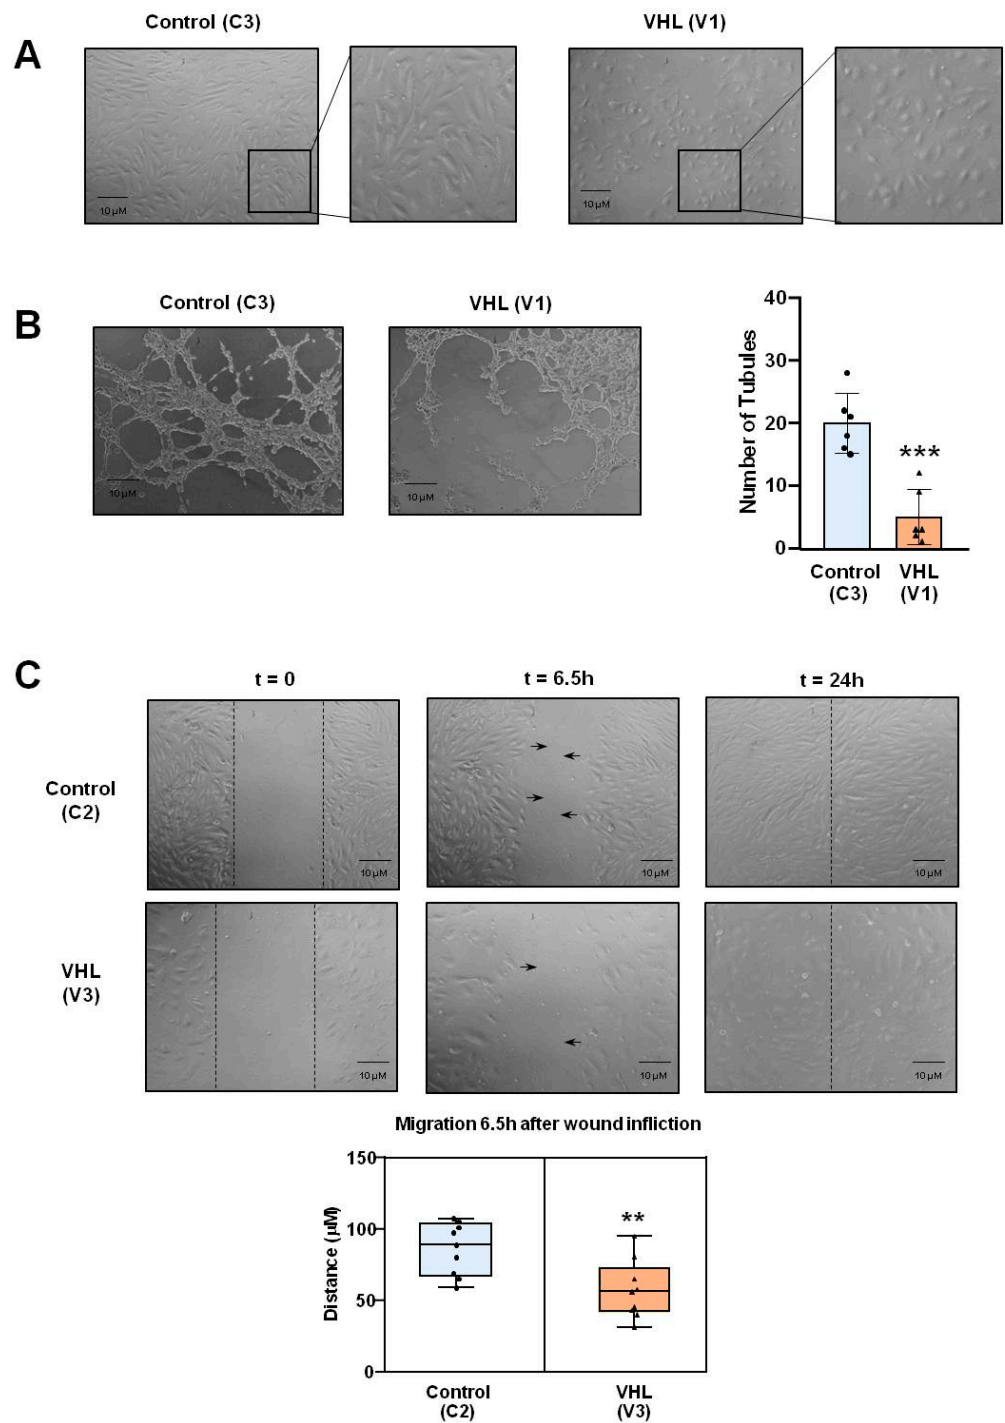 Control (C3)
VHL (V1)
A
10 µM
10 µM
Control (C3)
VHL (V1)
B
10 µM
10 µM
Number of Tubules
40
30
20
10
0
***
Control
(C3)
VHL
(V1)
C
t = 0
t = 6.5h
t = 24h
Control
(C2)
10 µM
10 µM
10 µM
VHL
(V3)
10 µM
10 µM
10 µM
Migration 6.5h after wound infliction
Distance (µM)
150
100
50
0
**
Control
(C2)
VHL
(V3)